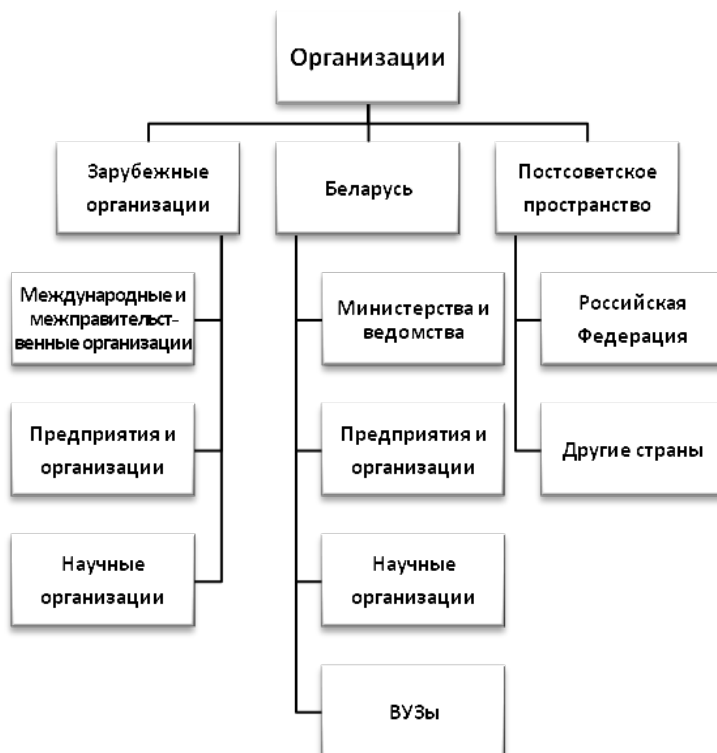 Организации
Зарубежные
организации
Международные и
межправительст-
венные организации
Предприятия и
организации
Научные
организации
Беларусь
Министерства и
ведомства
Предприятия и
организации
Научные
организации
ВУЗы
Постсоветское
пространство
Российская
Федерация
Другие страны